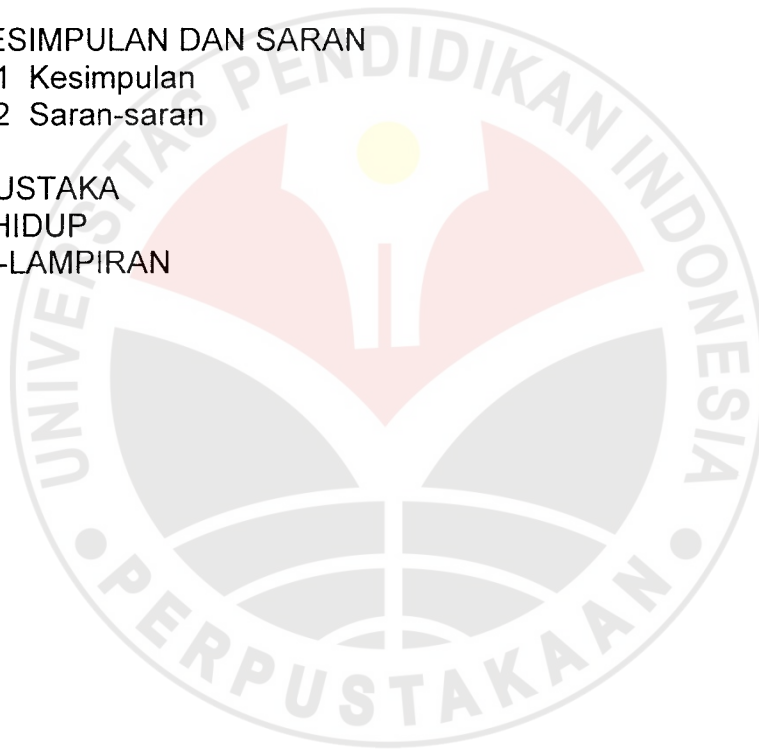 ESIMPULAN DAN SARAN
1 Kesimpulan
2 Saran-saran
USTAKA
HIDUP
-LAMPIRAN
UNIVERSITAS PENDIDIKAN INDONESIA
PERPUSTAKAAN